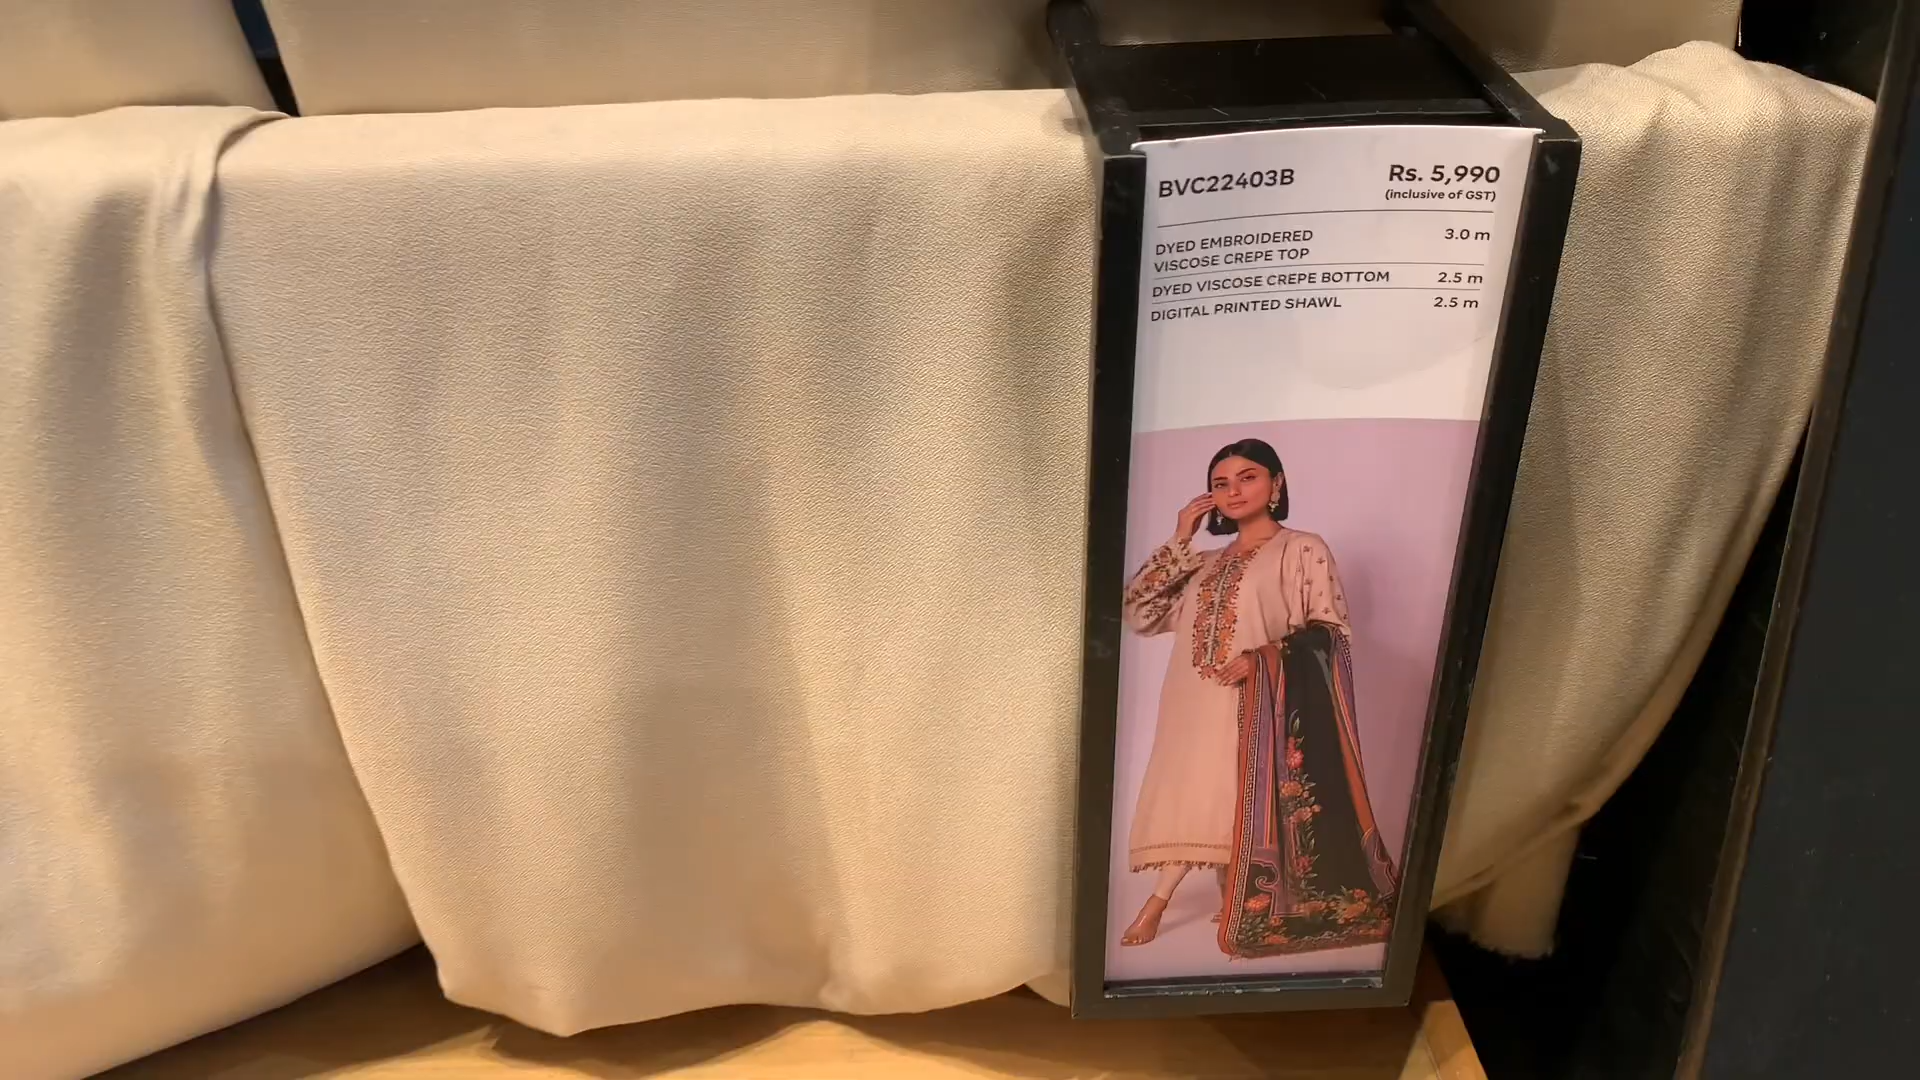 BVC22403B Rs. 5,990
(inclusive of GST)
DYED EMBROIDERED 3.0 m
VISCOSE CREPE TOP
DYED VISCOSE CREPE BOTTOM 2.5 m
DIGITAL PRINTED SHAWL 2.5 m